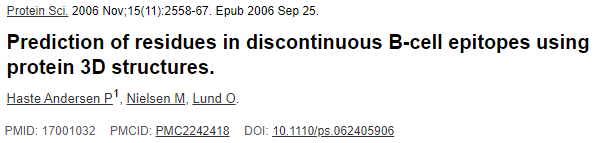 Protein Sci. 2006 Nov;15(11):2558-67. Epub 2006 Sep 25.
Prediction of residues in discontinuous B-cell epitopes using
protein 3D structures.
Haste Andersen P1, Nielsen M, Lund O.
PMID: 17001032 PMCID: PMC2242418 DOI: 10.1110/ps.062405906